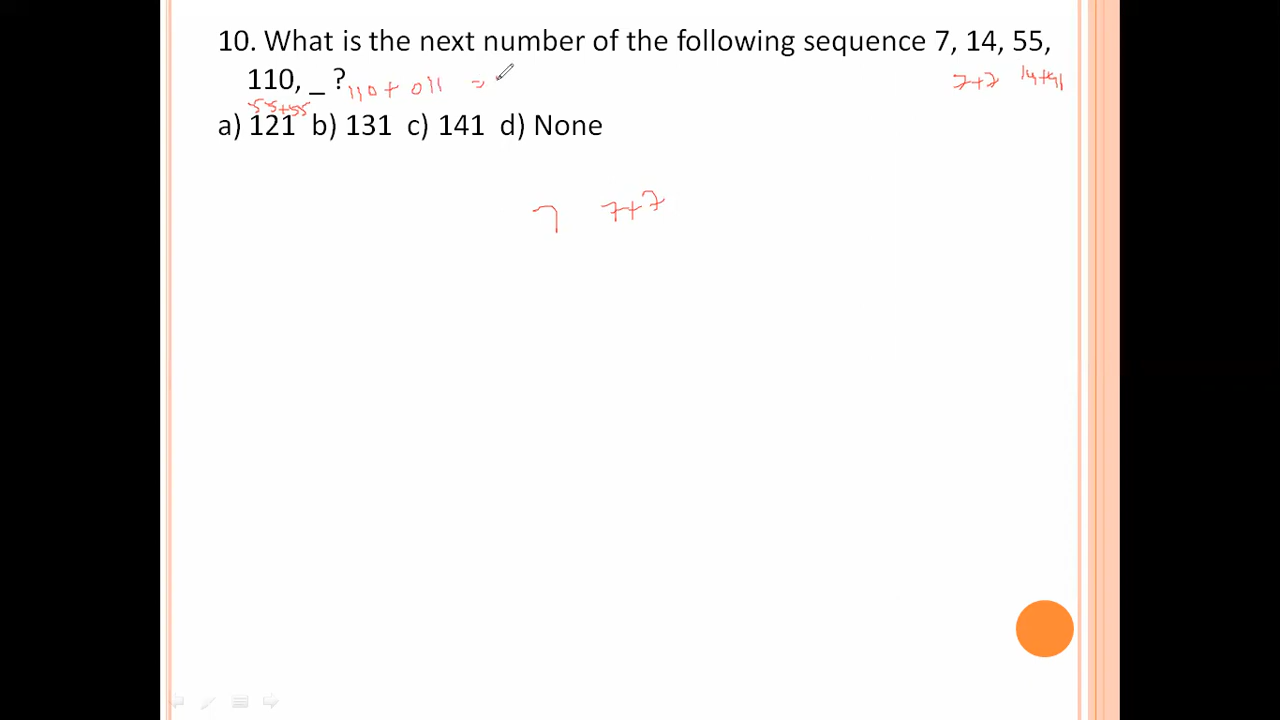 10. What is the next number of the following sequence 7, 14, 55,
7+7 14+41
110, _ ? 110 + 011 =
55+55
a) 121 b) 131 c) 141 d) None
7 7+7